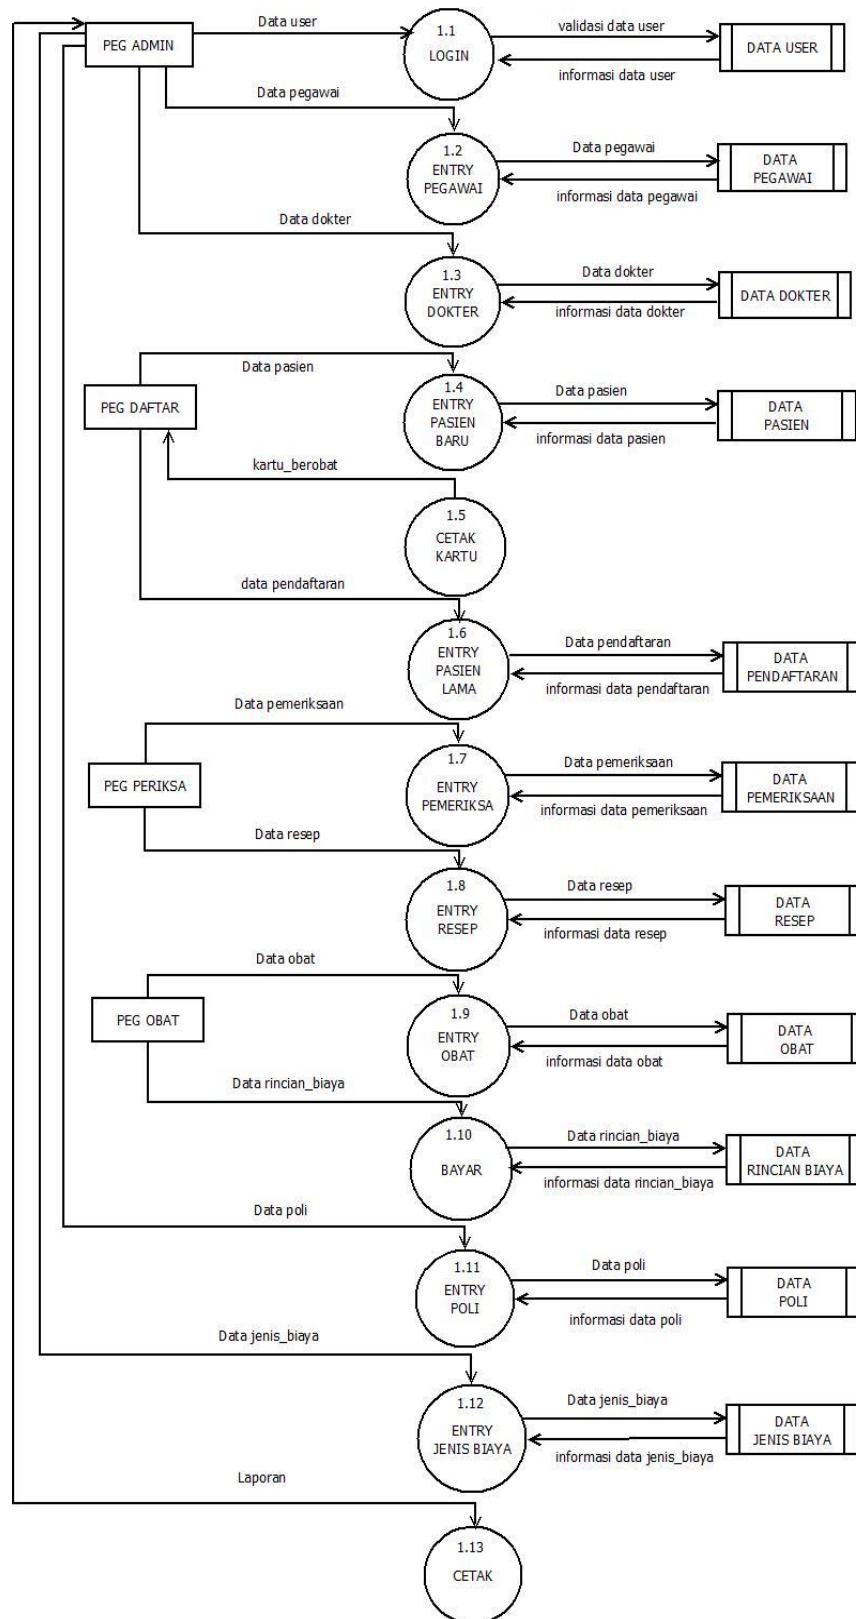 Data user
1.1
LOGIN
validasi data user
informasi data user
DATA USER
PEG ADMIN
Data pegawai
1.2
ENTRY
PEGAWAI
Data pegawai
informasi data pegawai
DATA
PEGAWAI
Data dokter
1.3
ENTRY
DOKTER
Data dokter
informasi data dokter
DATA DOKTER
PEG DAFTAR
Data pasien
1.4
ENTRY
PASIEN
BARU
Data pasien
informasi data pasien
DATA
PASIEN
kartu_berobat
1.5
CETAK
KARTU
data pendaftaran
1.6
ENTRY
PASIEN
LAMA
Data pendaftaran
informasi data pendaftaran
DATA
PENDAFTARAN
Data pemeriksaan
PEG PERIKSA
1.7
ENTRY
PEMERIKSA
Data pemeriksaan
informasi data pemeriksaan
DATA
PEMERIKSAAN
Data resep
1.8
ENTRY
RESEP
Data resep
informasi data resep
DATA
RESEP
Data obat
PEG OBAT
1.9
ENTRY
OBAT
Data obat
informasi data obat
DATA
OBAT
Data rincian_biaya
1.10
BAYAR
Data rincian_biaya
informasi data rincian_biaya
DATA
RINCIAN BIAYA
Data poli
1.11
ENTRY
POLI
Data poli
informasi data poli
DATA
POLI
Data jenis_biaya
1.12
ENTRY
JENIS BIAYA
Data jenis_biaya
informasi data jenis_biaya
DATA
JENIS BIAYA
Laporan
1.13
CETAK